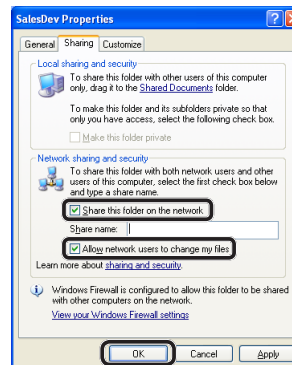 SalesDev Properties
General Sharing Customize
Local sharing and security
To share this folder with other users of this computer
only, drag it to the Shared Documents folder.
To make this folder and its subfolders private so that
only you have access, select the following check box.
Make this folder private
Network sharing and security
To share this folder with both network users and other
users of this computer, select the first check box below
and type a share name.
Share this folder on the network
Share name:
Allow network users to change my files
Learn more about sharing and security.
Windows Firewall is configured to allow this folder to be shared
with other computers on the network.
View your Windows Firewall settings
OK Cancel Apply